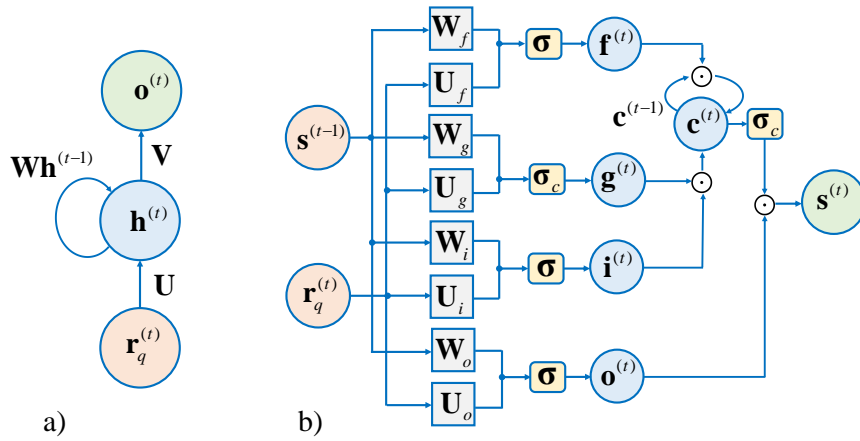 o^(t)
V
Wh^(t-1)
h^(t)
U
r_q^(t)
a)
s^(t-1)
r_q^(t)
W_f
U_f
W_g
U_g
W_i
U_i
W_o
U_o
σ
σ_c
σ
σ
f^(t)
g^(t)
i^(t)
o^(t)
c^(t-1)
c^(t)
σ_c
s^(t)
b)